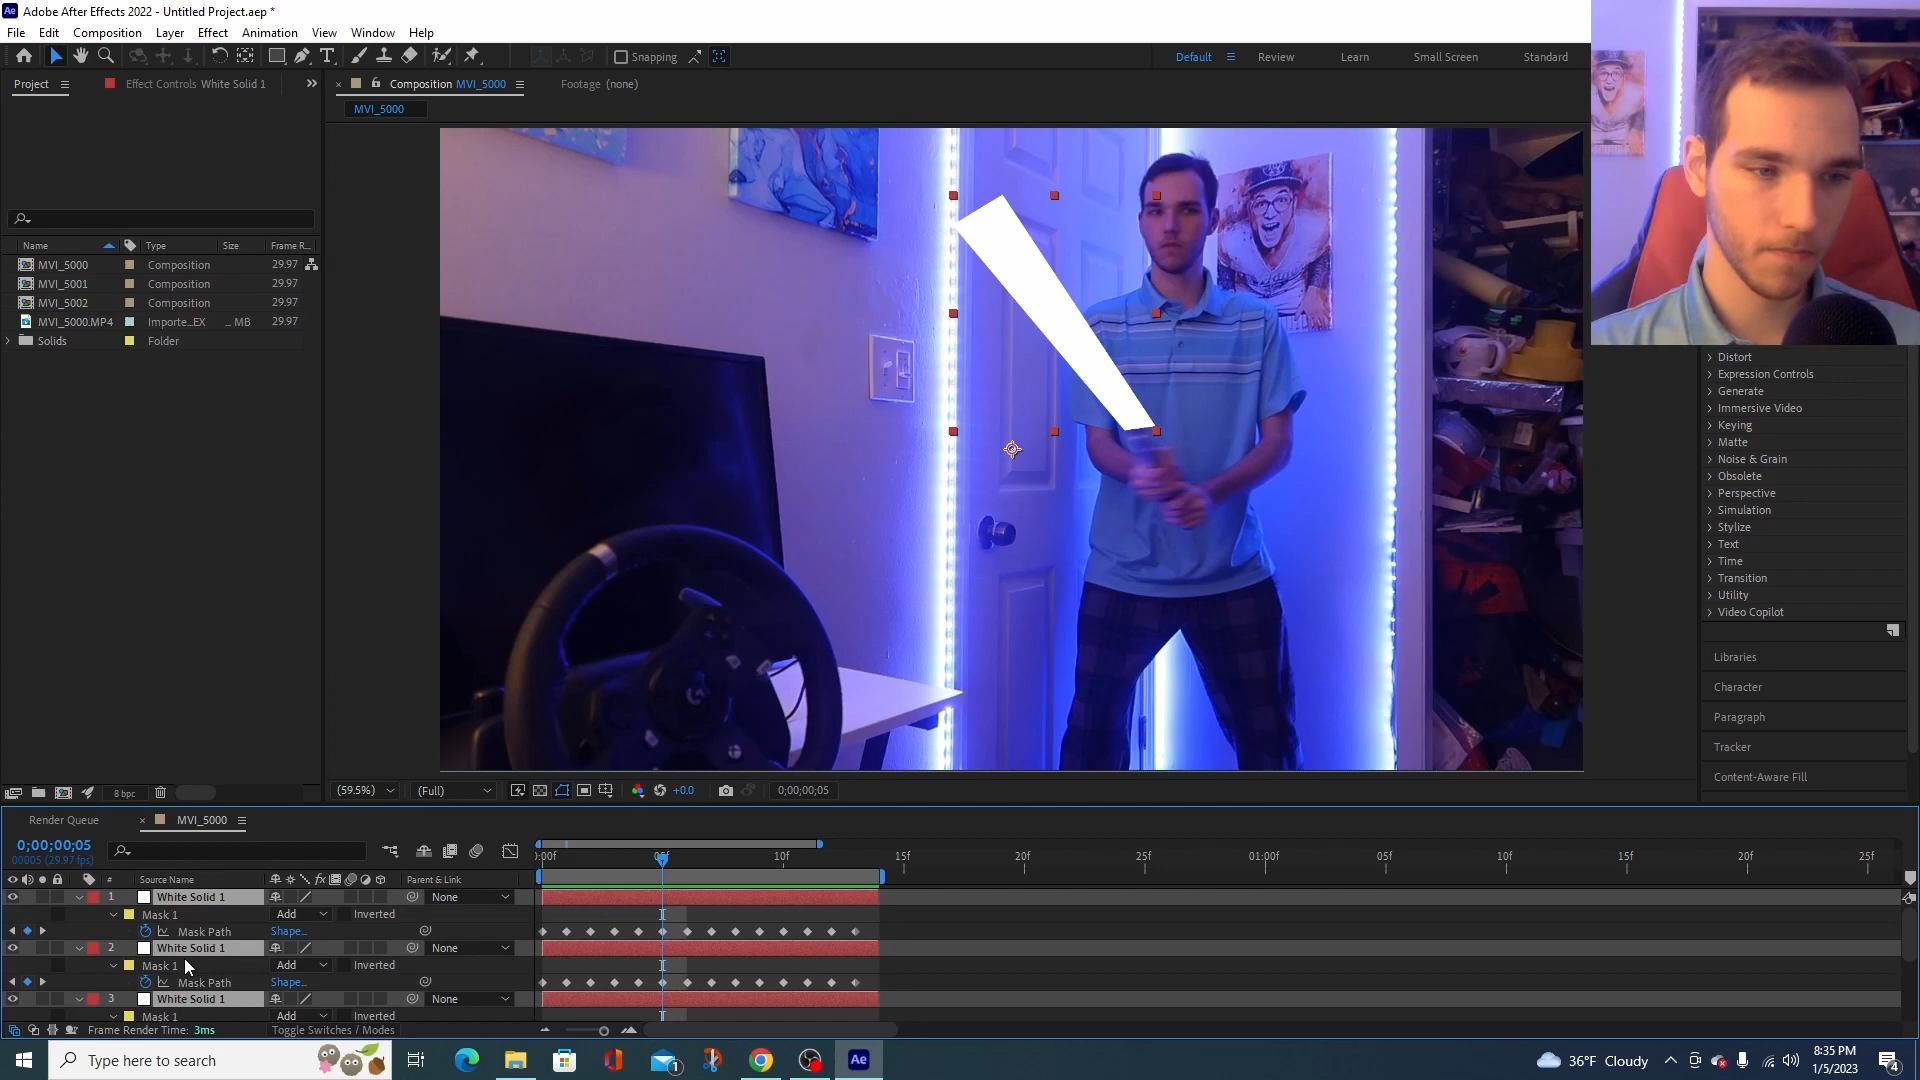 Adobe After Effects 2022 - Untitled Project.aep *
File Edit Composition Layer Effect Animation View Window Help
Snapping Default Review Learn Small Screen Standard
Project Effect Controls White Solid 1 Composition MVI_5000 Footage (none)
MVI_5000
Name Type Size Frame R...
MVI_5000 Composition 29.97
MVI_5001 Composition 29.97
MVI_5002 Composition 29.97
MVI_5000.MP4 Importe...EX ... MB 29.97
Solids Folder
Distort
Expression Controls
Generate
Immersive Video
Keying
Matte
Noise & Grain
Obsolete
Perspective
Simulation
Stylize
Text
Time
Transition
Utility
Video Copilot
Libraries
Character
Paragraph
Tracker
Content-Aware Fill
8 bpc (59.5%) (Full) +0.0 0;00;00;05
Render Queue MVI_5000
0;00;00;05
00005 (29.97 fps)
0:00f 05f 10f 15f 20f 25f 01:00f 05f 10f 15f 20f 25f
# Source Name fx Parent & Link
1 White Solid 1 None
Mask 1 Add Inverted
Mask Path Shape...
2 White Solid 1 None
Mask 1 Add Inverted
Mask Path Shape...
3 White Solid 1 None
Mask 1 Add Inverted
Frame Render Time: 3ms Toggle Switches / Modes
Type here to search 1 Ae 36°F Cloudy 8:35 PM
1/5/2023 4